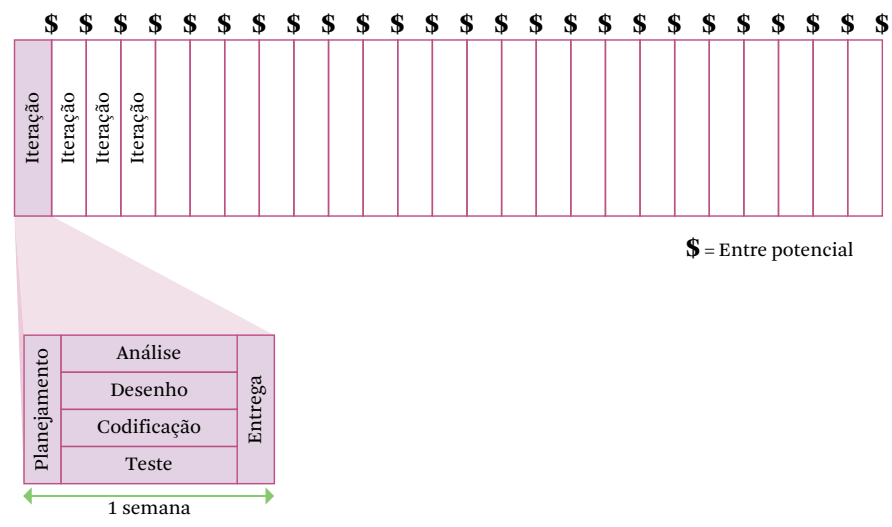 $ $ $ $ $ $ $ $ $ $ $ $ $ $ $ $ $ $ $ $ $ $ $ $ $
Iteração
Iteração
Iteração
Iteração
$ = Entre potencial
Planejamento
Análise
Desenho
Codificação
Teste
Entrega
1 semana